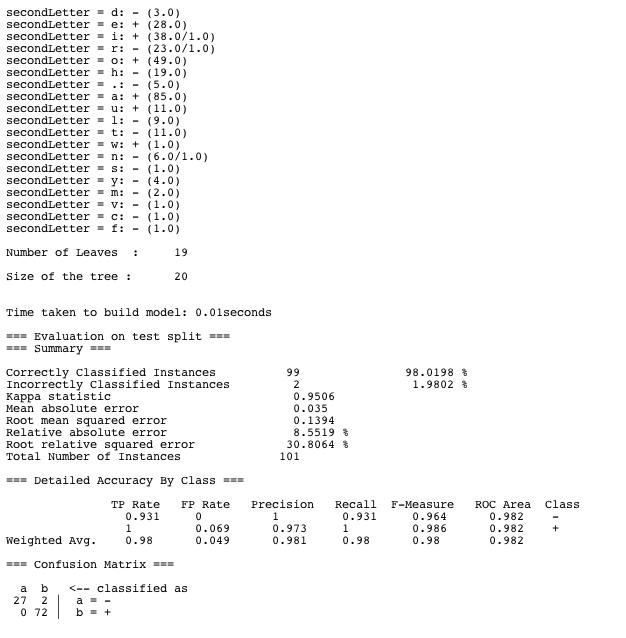 secondLetter = d: - (3.0)
secondLetter = e: + (28.0)
secondLetter = i: + (38.0/1.0)
secondLetter = r: - (23.0/1.0)
secondLetter = o: + (49.0)
secondLetter = h: - (19.0)
secondLetter = .: - (5.0)
secondLetter = a: + (85.0)
secondLetter = u: + (11.0)
secondLetter = l: - (9.0)
secondLetter = t: - (11.0)
secondLetter = w: + (1.0)
secondLetter = n: - (6.0/1.0)
secondLetter = s: - (1.0)
secondLetter = y: - (4.0)
secondLetter = m: - (2.0)
secondLetter = v: - (1.0)
secondLetter = c: - (1.0)
secondLetter = f: - (1.0)
Number of Leaves : 19
Size of the tree : 20
Time taken to build model: 0.01seconds
=== Evaluation on test split ===
=== Summary ===
Correctly Classified Instances 99 98.0198 %
Incorrectly Classified Instances 2 1.9802 %
Kappa statistic 0.9506
Mean absolute error 0.035
Root mean squared error 0.1394
Relative absolute error 8.5519 %
Root relative squared error 30.8064 %
Total Number of Instances 101
=== Detailed Accuracy By Class ===
TP Rate FP Rate Precision Recall F-Measure ROC Area Class
0.931 0 1 0.931 0.964 0.982 -
1 0.069 0.973 1 0.986 0.982 +
Weighted Avg. 0.98 0.049 0.981 0.98 0.98 0.982
=== Confusion Matrix ===
a b <-- classified as
27 2 | a = -
0 72 | b = +